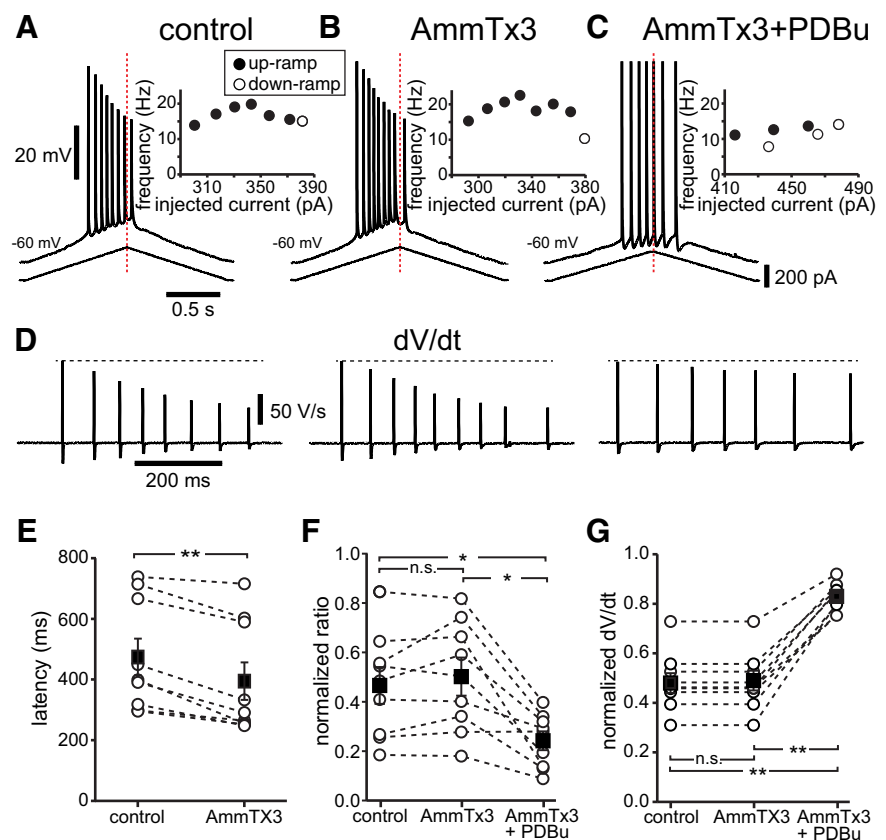 A control
B AmmTx3
C AmmTx3+PDBu
up-ramp
down-ramp
20 mV
frequency (Hz)
20
10
0
310 350 390
injected current (pA)
-60 mV
0.5 s
frequency (Hz)
20
10
0
300 340 380
injected current (pA)
-60 mV
frequency (Hz)
20
10
0
410 450 490
injected current (pA)
-60 mV
200 pA
D dV/dt
50 V/s
200 ms
E
**
latency (ms)
800
600
400
200
0
control AmmTX3
F
*
n.s.
*
normalized ratio
1.0
0.8
0.6
0.4
0.2
0.0
control AmmTx3 AmmTx3
+ PDBu
G
normalized dV/dt
1.0
0.8
0.6
0.4
0.2
0.0
n.s.
**
**
control AmmTx3 AmmTx3
+ PDBu